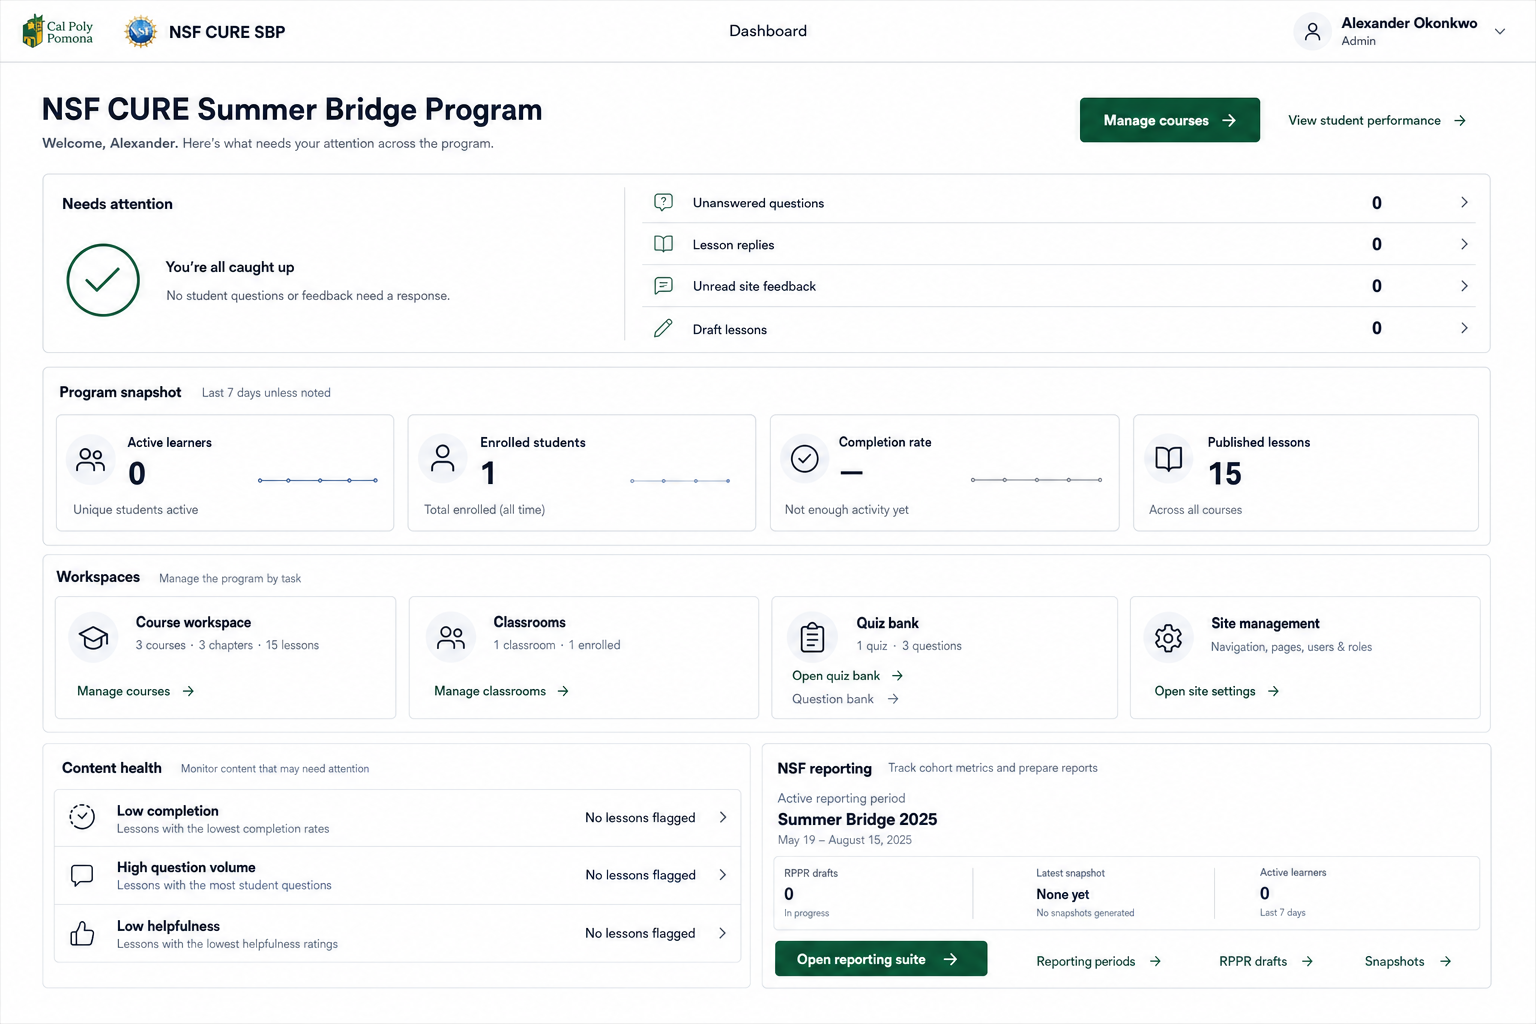 Cal Poly
Pomona
NSF
NSF CURE SBP
Dashboard
Alexander Okonkwo
Admin
NSF CURE Summer Bridge Program
Welcome, Alexander. Here’s what needs your attention across the program.
Manage courses →
View student performance →
Needs attention
You’re all caught up
No student questions or feedback need a response.
Unanswered questions 0
Lesson replies 0
Unread site feedback 0
Draft lessons 0
Program snapshot Last 7 days unless noted
Active learners
0
Unique students active
Enrolled students
1
Total enrolled (all time)
Completion rate
—
Not enough activity yet
Published lessons
15
Across all courses
Workspaces Manage the program by task
Course workspace
3 courses · 3 chapters · 15 lessons
Manage courses →
Classrooms
1 classroom · 1 enrolled
Manage classrooms →
Quiz bank
1 quiz · 3 questions
Open quiz bank →
Question bank →
Site management
Navigation, pages, users & roles
Open site settings →
Content health Monitor content that may need attention
Low completion
Lessons with the lowest completion rates
No lessons flagged
High question volume
Lessons with the most student questions
No lessons flagged
Low helpfulness
Lessons with the lowest helpfulness ratings
No lessons flagged
NSF reporting Track cohort metrics and prepare reports
Active reporting period
Summer Bridge 2025
May 19 – August 15, 2025
RPPR drafts
0
In progress
Latest snapshot
None yet
No snapshots generated
Active learners
0
Last 7 days
Open reporting suite →
Reporting periods →
RPPR drafts →
Snapshots →